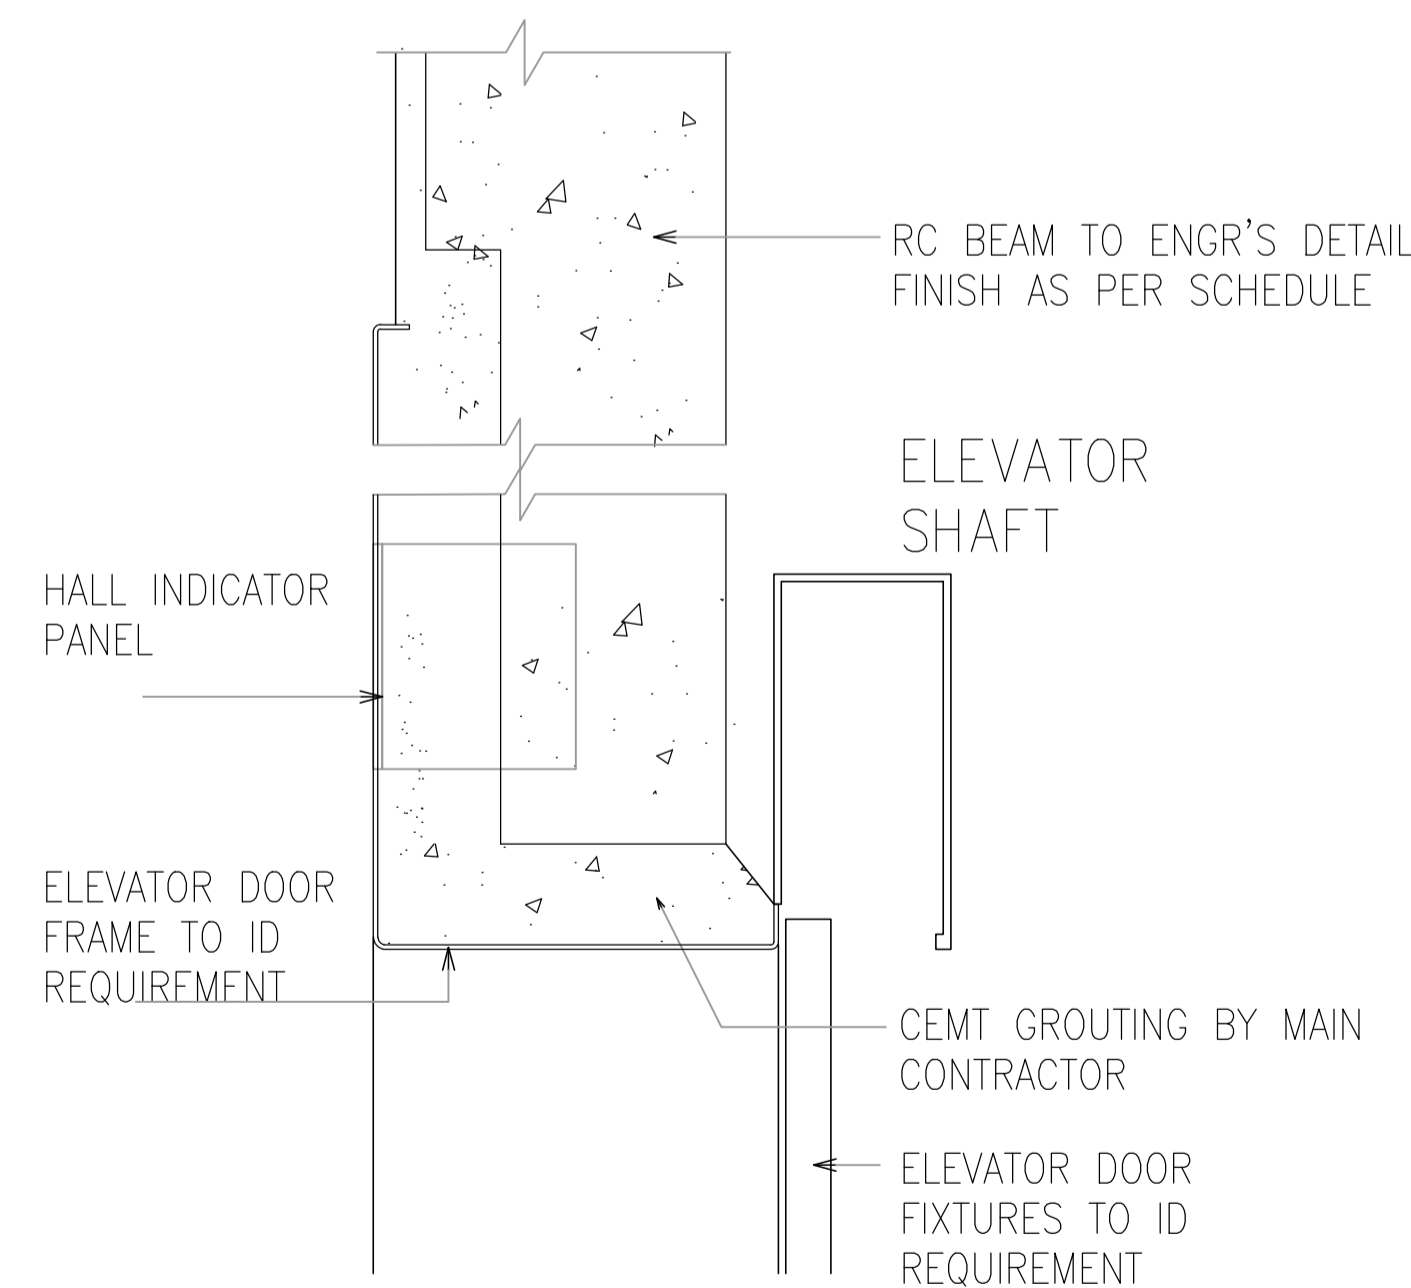 RC BEAM TO ENGR'S DETAIL
FINISH AS PER SCHEDULE
ELEVATOR
SHAFT
HALL INDICATOR
PANEL
ELEVATOR DOOR
FRAME TO ID
REQUIREMENT
CEMT GROUTING BY MAIN
CONTRACTOR
ELEVATOR DOOR
FIXTURES TO ID
REQUIREMENT